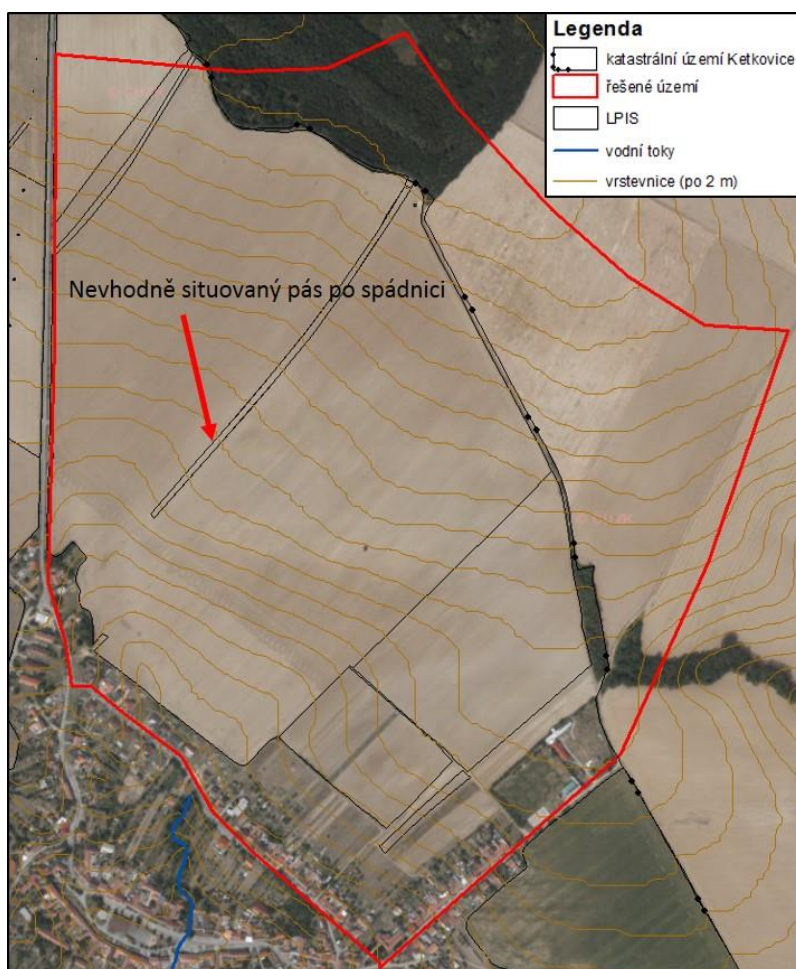 Legenda
katastrální území Ketkovice
řešené území
LPIS
vodní toky
vrstevnice (po 2 m)
Nevhodně situovaný pás po spádnici